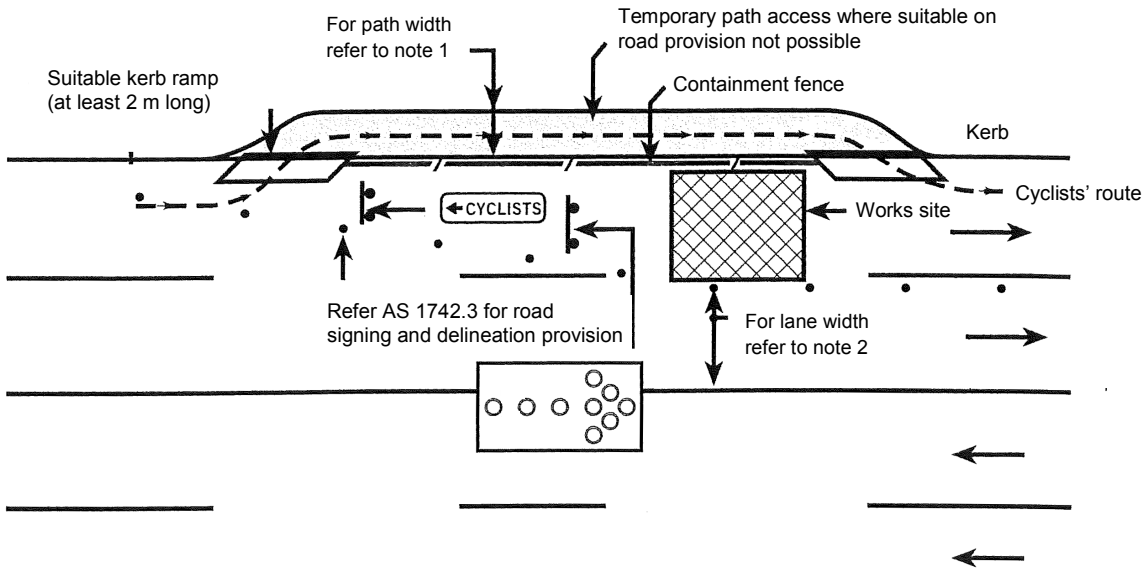 For path width
refer to note 1
Temporary path access where suitable on
road provision not possible
Suitable kerb ramp
(at least 2 m long)
Containment fence
Kerb
Cyclists' route
←CYCLISTS
Works site
Refer AS 1742.3 for road
signing and delineation provision
For lane width
refer to note 2